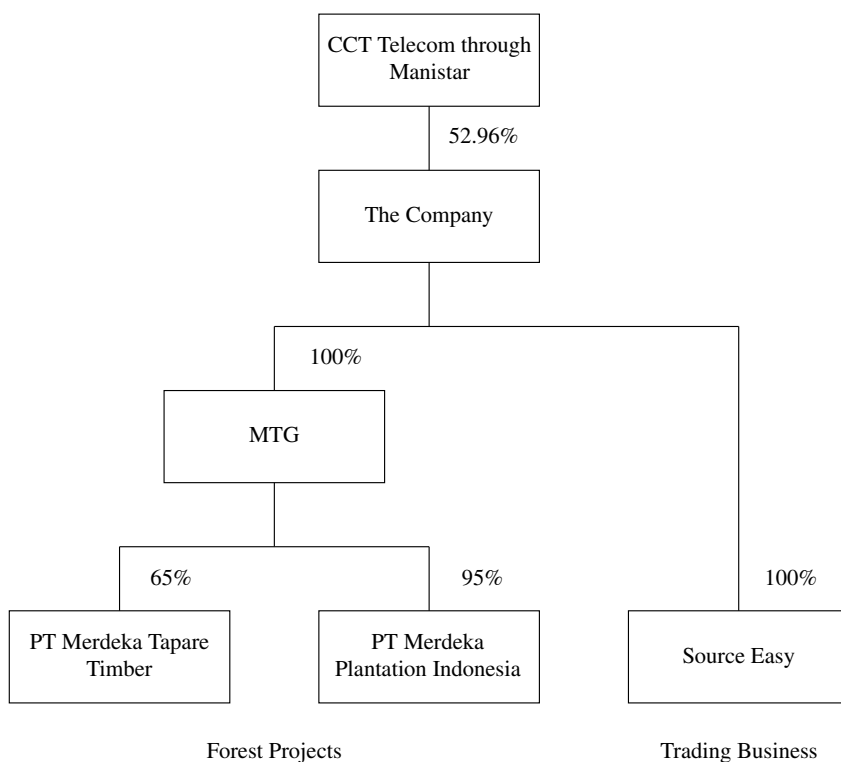 CCT Telecom through
Manistar
52.96%
The Company
100%
MTG
65%
95%
100%
PT Merdeka Tapare
Timber
PT Merdeka
Plantation Indonesia
Source Easy
Forest Projects
Trading Business